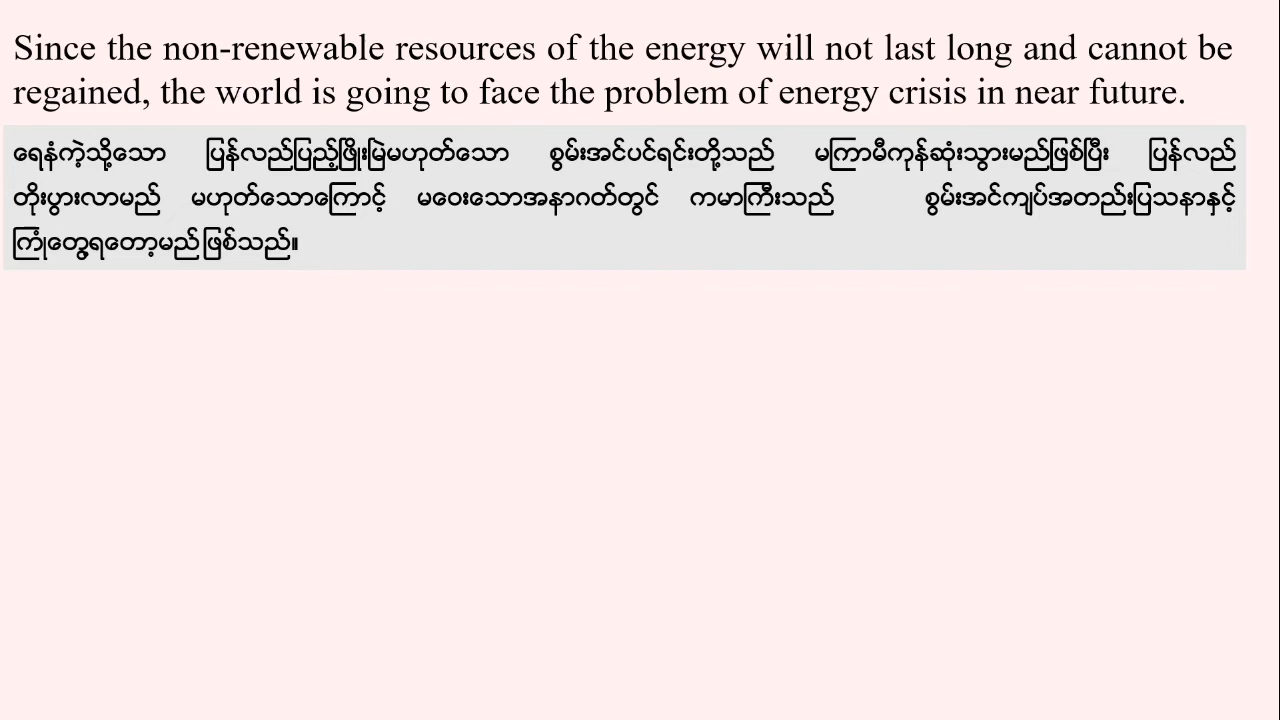 Since the non-renewable resources of the energy will not last long and cannot be
regained, the world is going to face the problem of energy crisis in near future.
ရေနံကဲ့သို့သော ပြန်လည်ပြည့်ဖြိုးမြဲမဟုတ်သော စွမ်းအင်ပင်ရင်းတို့သည် မကြာမီကုန်ဆုံးသွားမည်ဖြစ်ပြီး ပြန်လည်
တိုးပွားလာမည် မဟုတ်သောကြောင့် မဝေးသောအနာဂတ်တွင် ကမာကြီးသည် စွမ်းအင်ကျပ်အတည်းပြသနာနှင့်
ကြုံတွေ့ရတော့မည်ဖြစ်သည်။